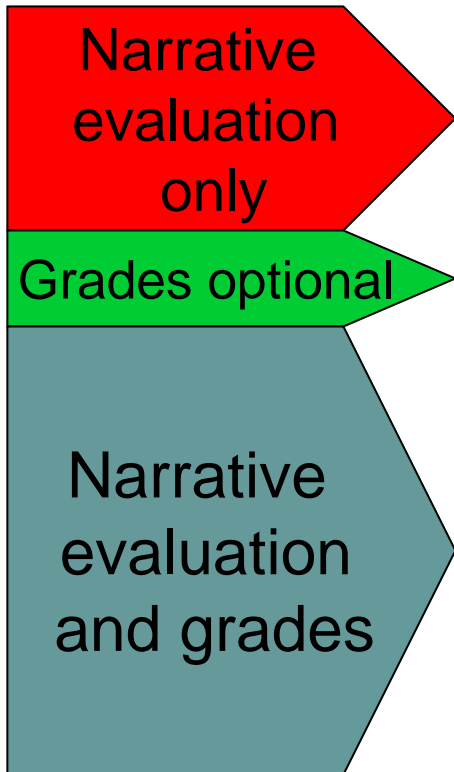 Narrative
evaluation
only
Grades optional
Narrative
evaluation
and grades